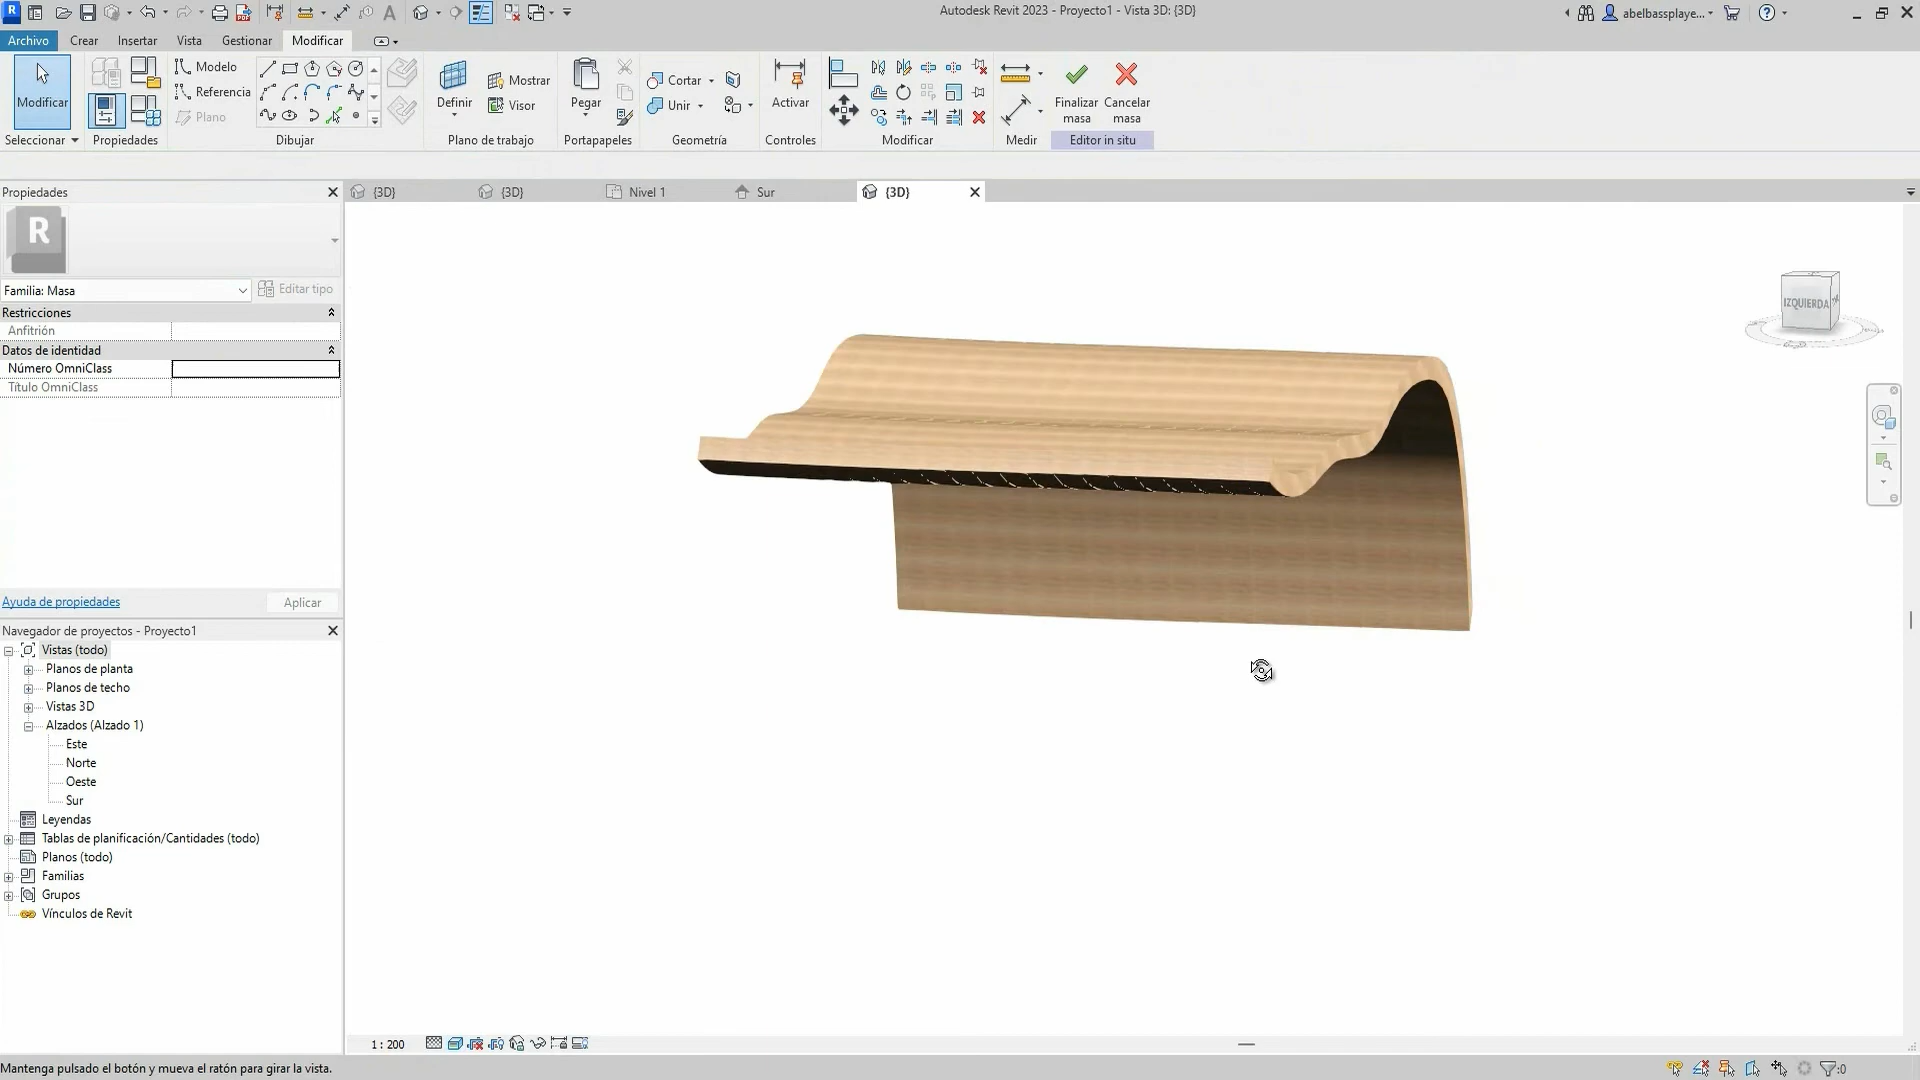 Autodesk Revit 2023 - Proyecto1 - Vista 3D: {3D}
abelbassplaye...
Archivo
Crear
Insertar
Vista
Gestionar
Modificar
Modificar
Modelo
Referencia
Plano
Definir
Mostrar
Visor
Pegar
Cortar
Unir
Activar
Finalizar masa
Cancelar masa
Seleccionar
Propiedades
Dibujar
Plano de trabajo
Portapapeles
Geometría
Controles
Modificar
Medir
Editor in situ
Propiedades
{3D}
{3D}
Nivel 1
Sur
{3D}
R
Familia: Masa
Editar tipo
Restricciones
Anfitrión
Datos de identidad
Número OmniClass
Título OmniClass
IZQUIERDA
Ayuda de propiedades
Aplicar
Navegador de proyectos - Proyecto1
Vistas (todo)
Planos de planta
Planos de techo
Vistas 3D
Alzados (Alzado 1)
Este
Norte
Oeste
Sur
Leyendas
Tablas de planificación/Cantidades (todo)
Planos (todo)
Familias
Grupos
Vínculos de Revit
1 : 200
Mantenga pulsado el botón y mueva el ratón para girar la vista.
:0